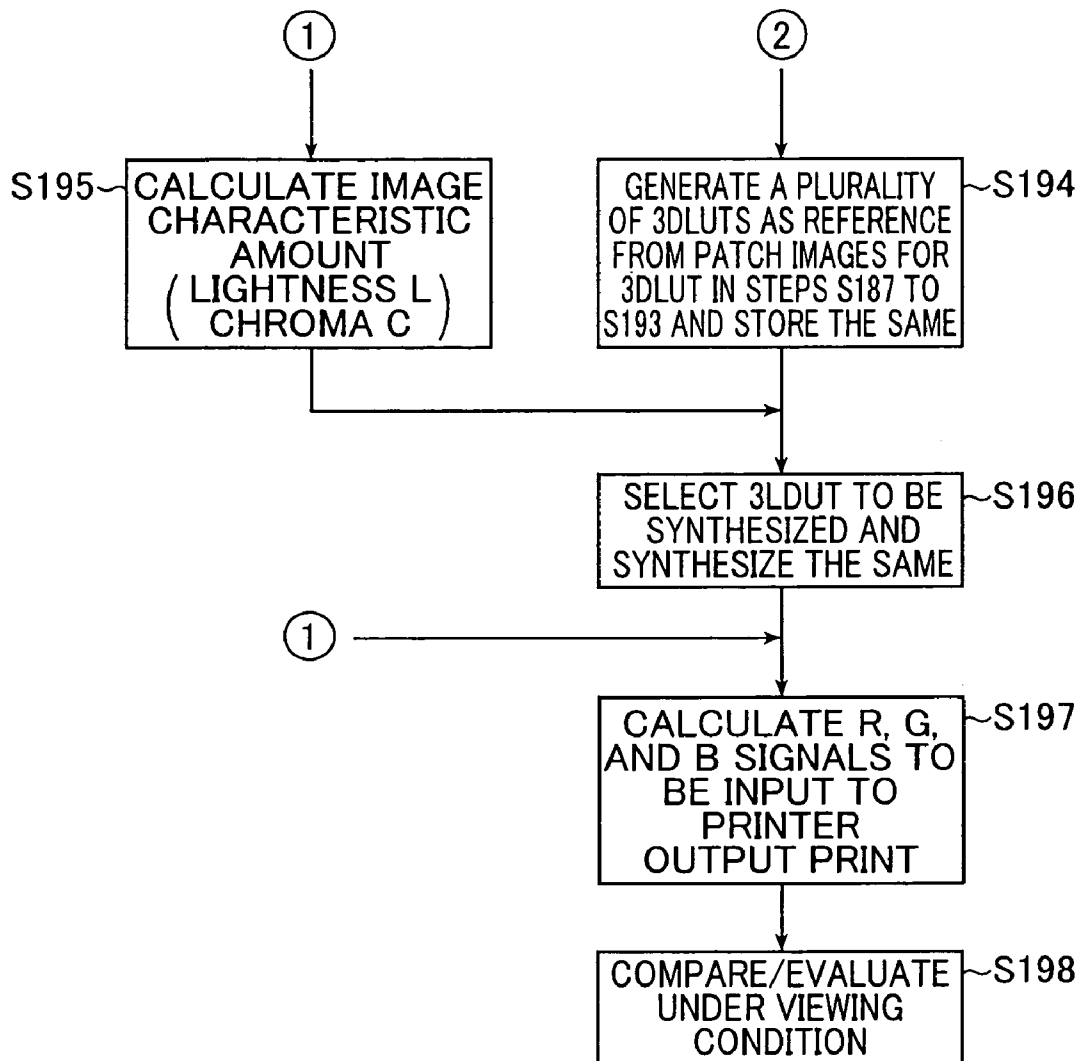 1
2
S195
CALCULATE IMAGE
CHARACTERISTIC
AMOUNT
(LIGHTNESS L
CHROMA C)
GENERATE A PLURALITY
OF 3DLUTS AS REFERENCE
FROM PATCH IMAGES FOR
3DLUT IN STEPS S187 TO
S193 AND STORE THE SAME
S194
SELECT 3LDUT TO BE
SYNTHESIZED AND
SYNTHESIZE THE SAME
S196
1
CALCULATE R, G,
AND B SIGNALS TO
BE INPUT TO
PRINTER
OUTPUT PRINT
S197
COMPARE/EVALUATE
UNDER VIEWING
CONDITION
S198